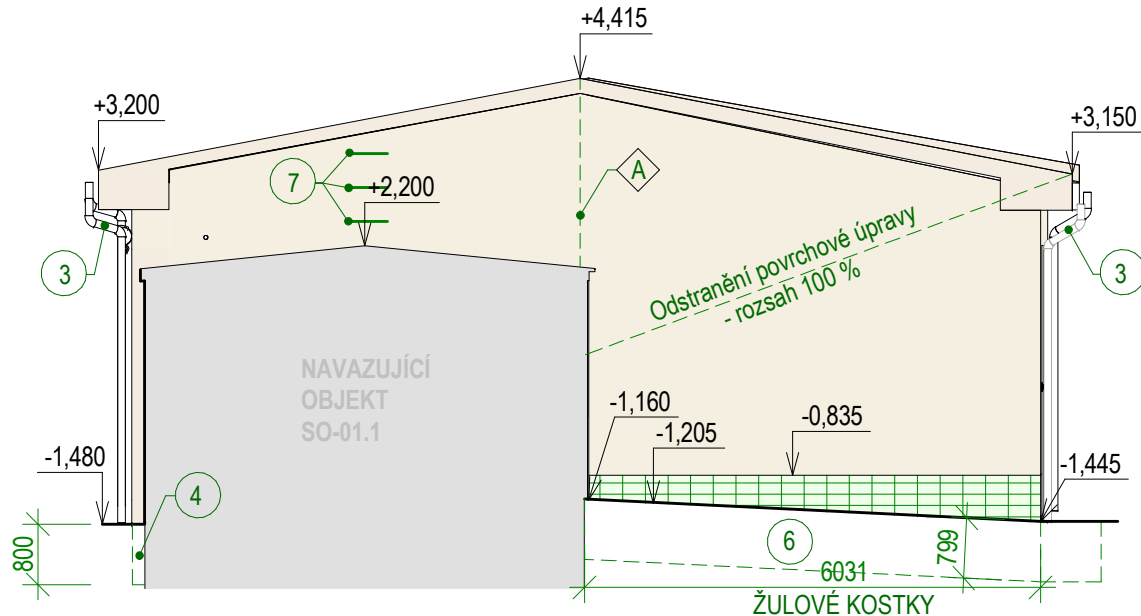 +4,415
+3,200
+3,150
A
7
+2,200
3
3
Odstranění povrchové úpravy
- rozsah 100 %
NAVAZUJÍCÍ
OBJEKT
SO-01.1
-1,160
-1,205
-0,835
-1,480
-1,445
4
800
6
799
6031
ŽULOVÉ KOSTKY